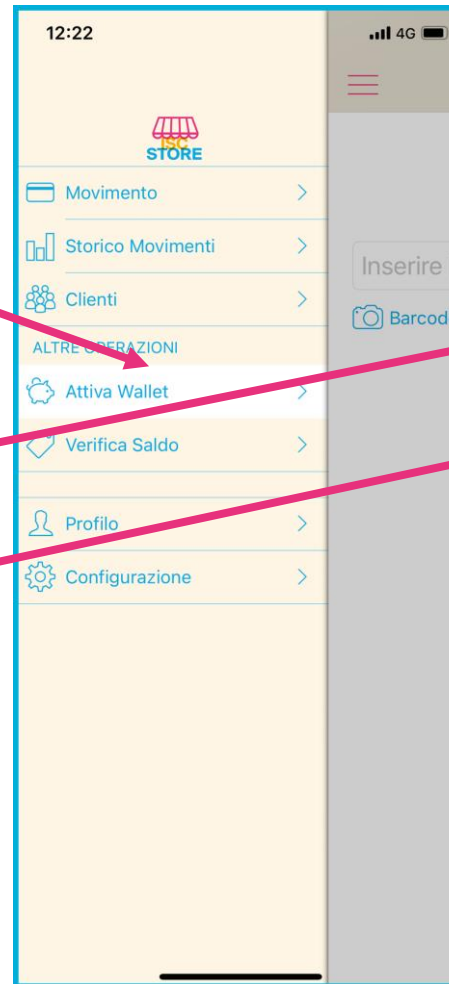 12:22
4G
ISC
STORE
Movimento
Storico Movimenti
Clienti
ALTRE OPERAZIONI
Attiva Wallet
Verifica Saldo
Profilo
Configurazione
Inserire
Barcod